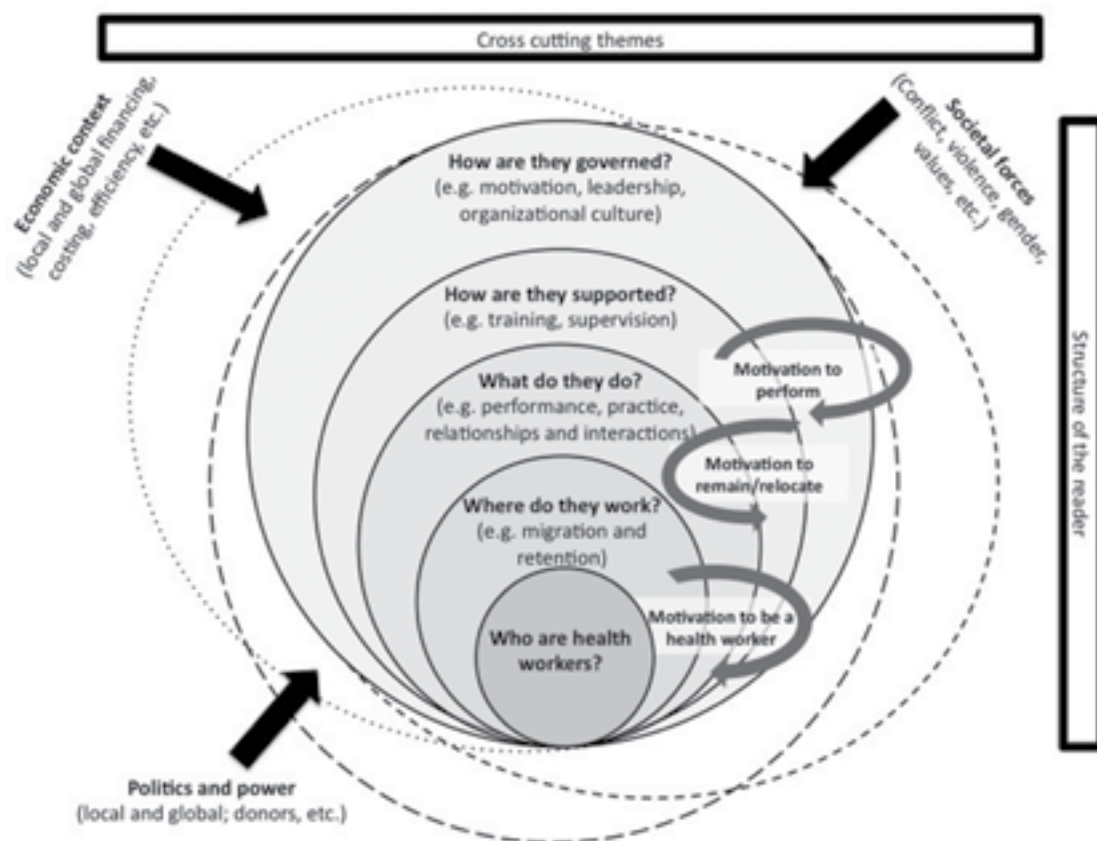 Cross cutting themes
Economic context
(local and global financing,
costing, efficiency, etc.)
Societal forces
(Conflict, violence, gender,
values, etc.)
How are they governed?
(e.g. motivation, leadership,
organizational culture)
How are they supported?
(e.g. training, supervision)
What do they do?
(e.g. performance, practice,
relationships and interactions)
Where do they work?
(e.g. migration and
retention)
Who are health
workers?
Motivation to
perform
Motivation to
remain/relocate
Motivation to be a
health worker
Structure of the reader
Politics and power
(local and global; donors, etc.)